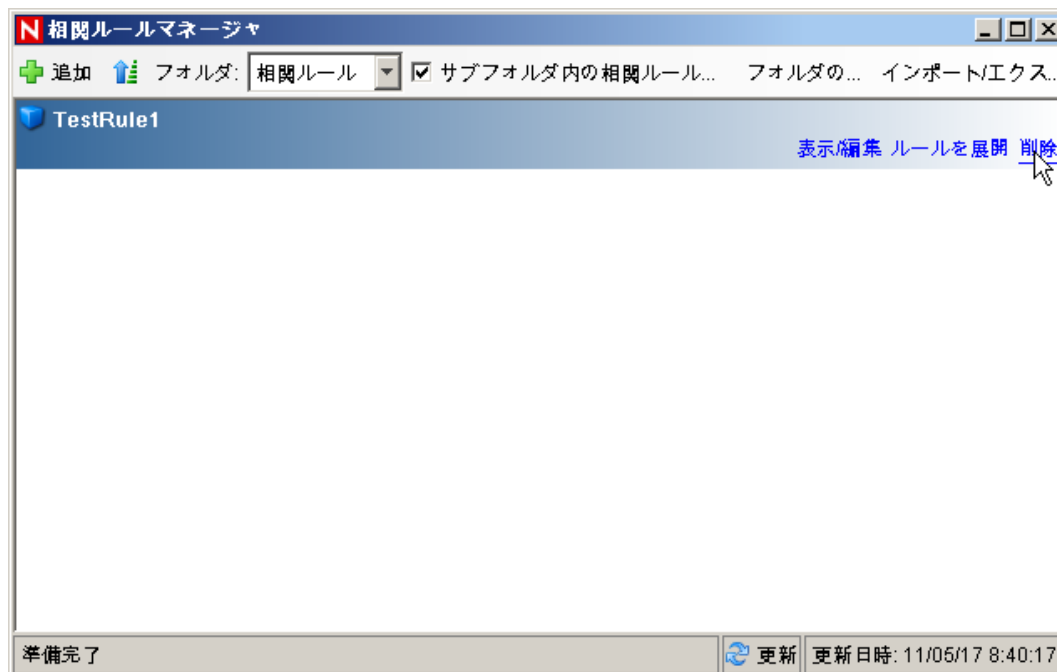 N 相関ルールマネージャ
追加 フォルダ: 相関ルール サブフォルダ内の相関ルール... フォルダの... インポート/エクス...
TestRule1
表示/編集 ルールを展開 削除
準備完了 更新 更新日時: 11/05/17 8:40:17